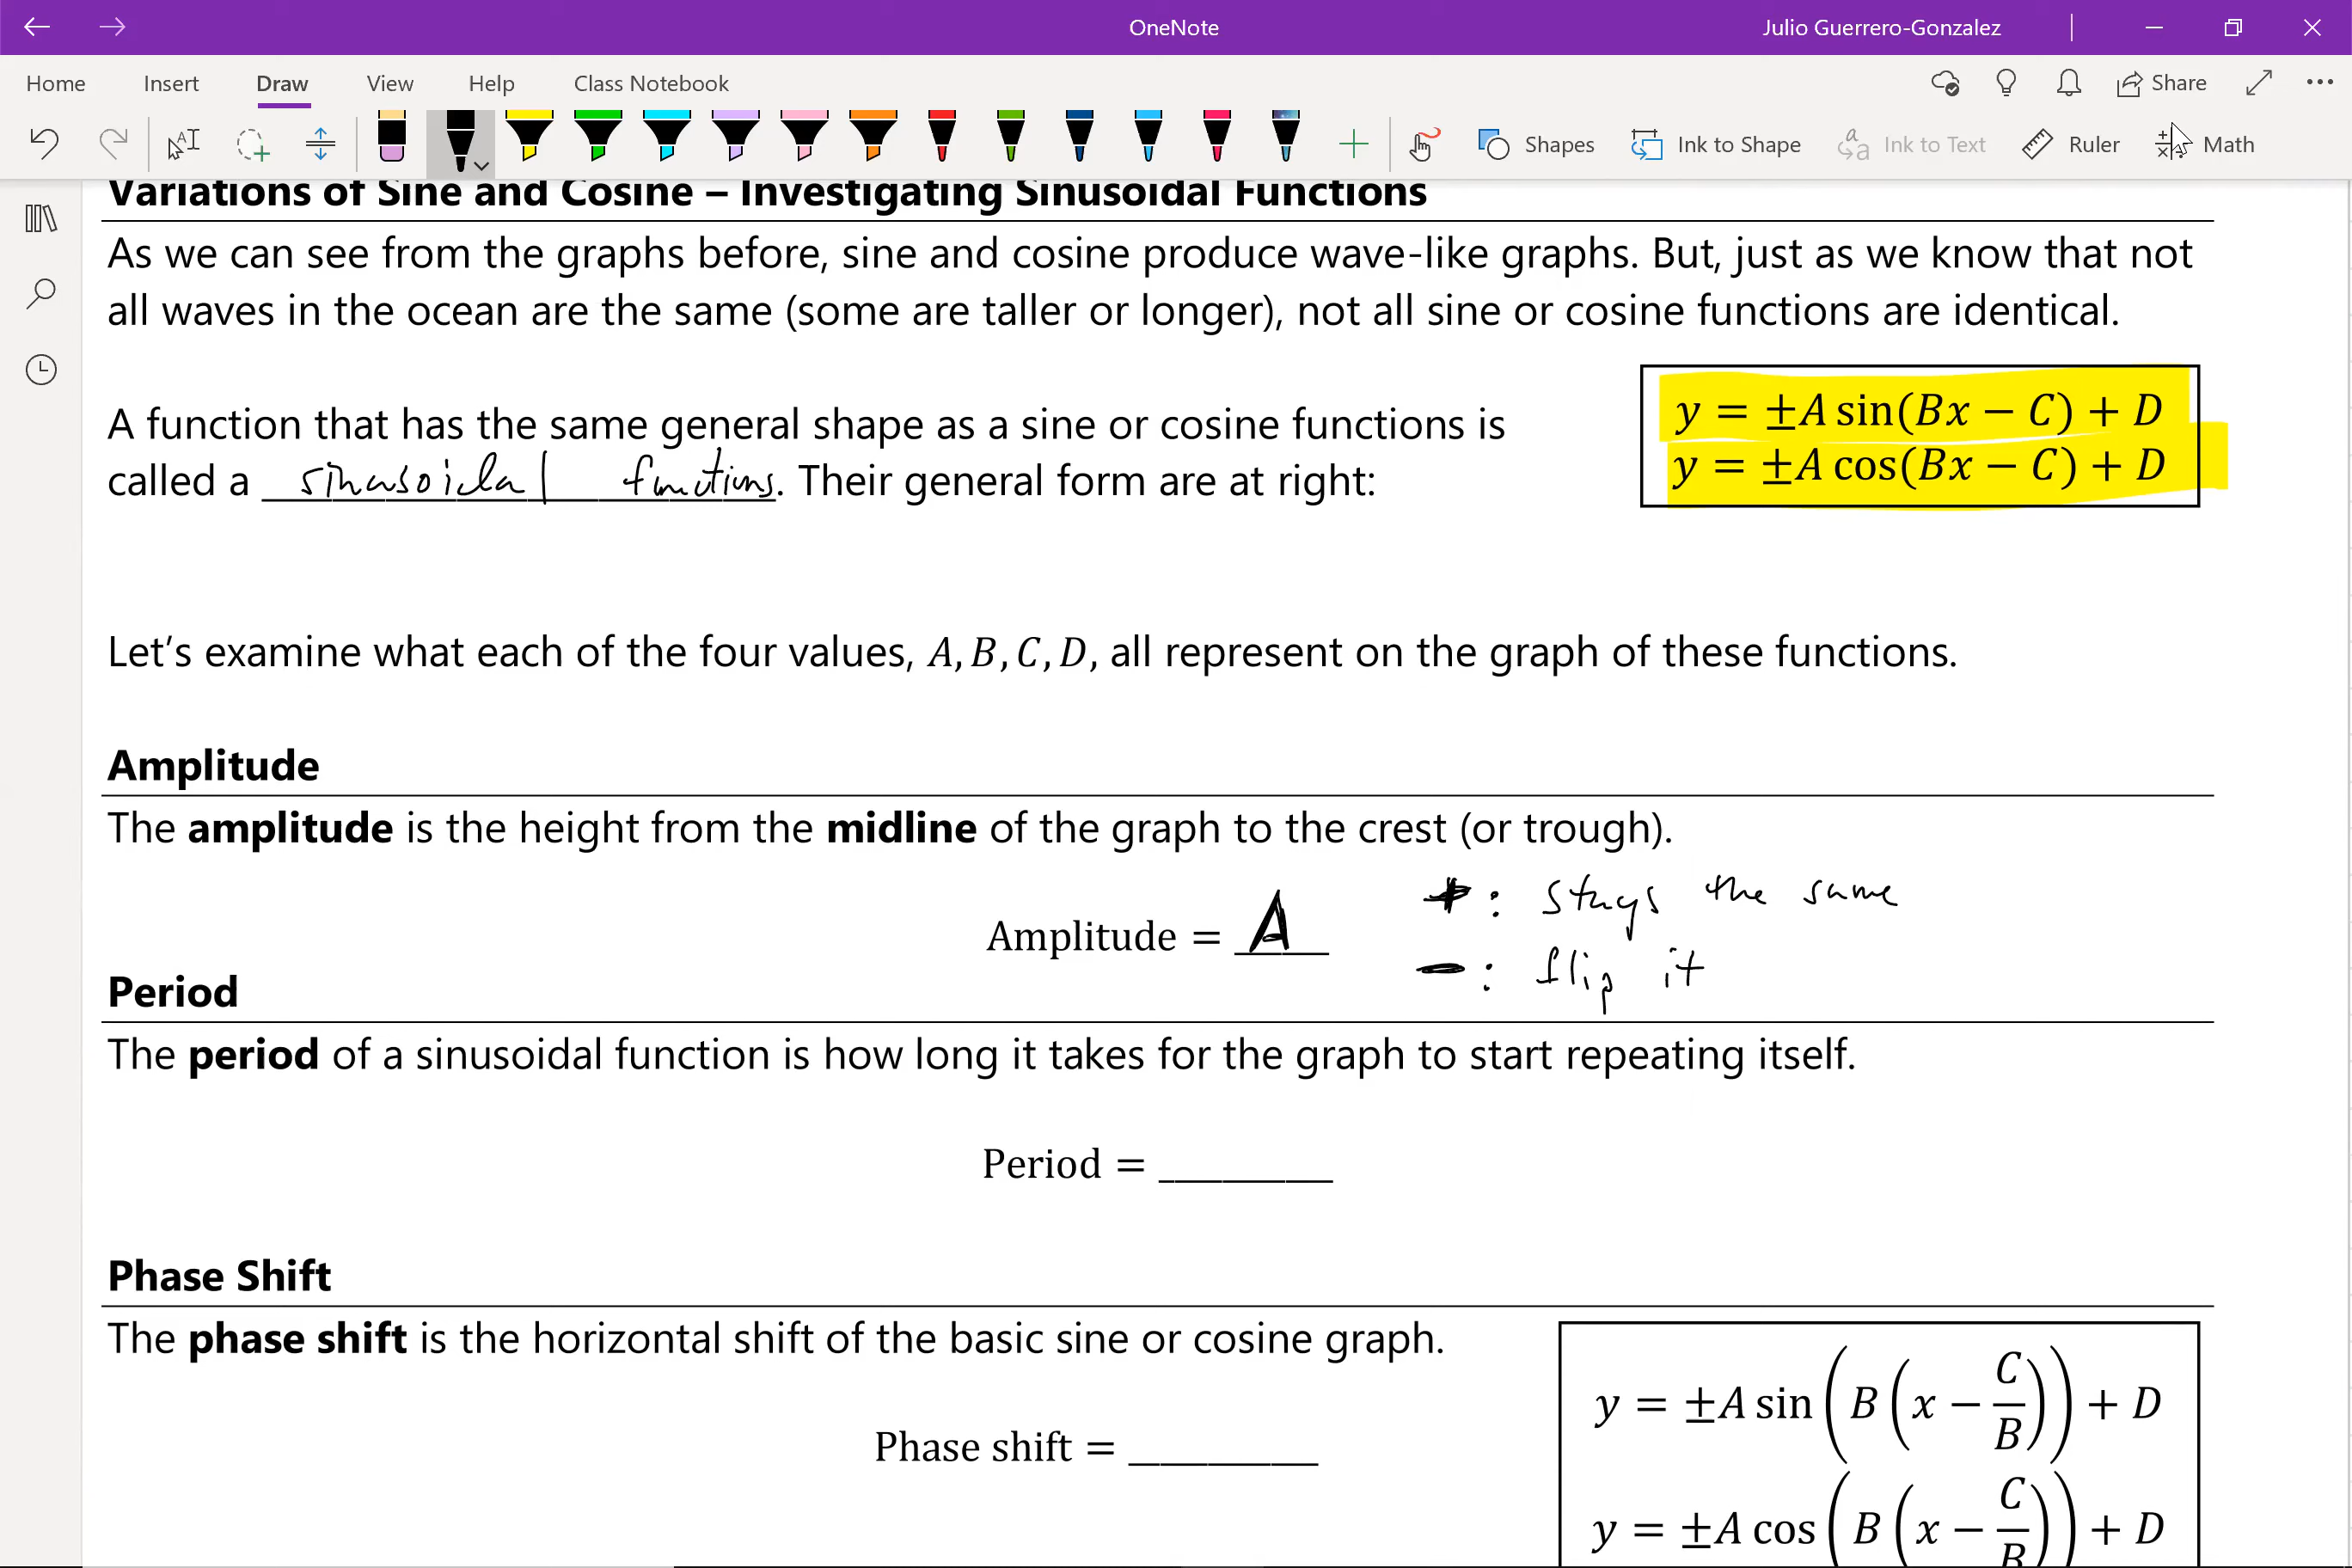 OneNote
Julio Guerrero-Gonzalez
Home Insert Draw View Help Class Notebook Share
Shapes Ink to Shape Ink to Text Ruler Math
Variations of Sine and Cosine – Investigating Sinusoidal Functions
As we can see from the graphs before, sine and cosine produce wave-like graphs. But, just as we know that not
all waves in the ocean are the same (some are taller or longer), not all sine or cosine functions are identical.
A function that has the same general shape as a sine or cosine functions is
called a sinusoidal functions. Their general form are at right:
y = ±A sin(Bx − C) + D
y = ±A cos(Bx − C) + D
Let’s examine what each of the four values, A, B, C, D, all represent on the graph of these functions.
Amplitude
The amplitude is the height from the midline of the graph to the crest (or trough).
Amplitude = A
+: stays the same
−: flip it
Period
The period of a sinusoidal function is how long it takes for the graph to start repeating itself.
Period = ________
Phase Shift
The phase shift is the horizontal shift of the basic sine or cosine graph.
Phase shift = ________
y = ±A sin(B(x − C/B)) + D
y = ±A cos(B(x − C/B)) + D